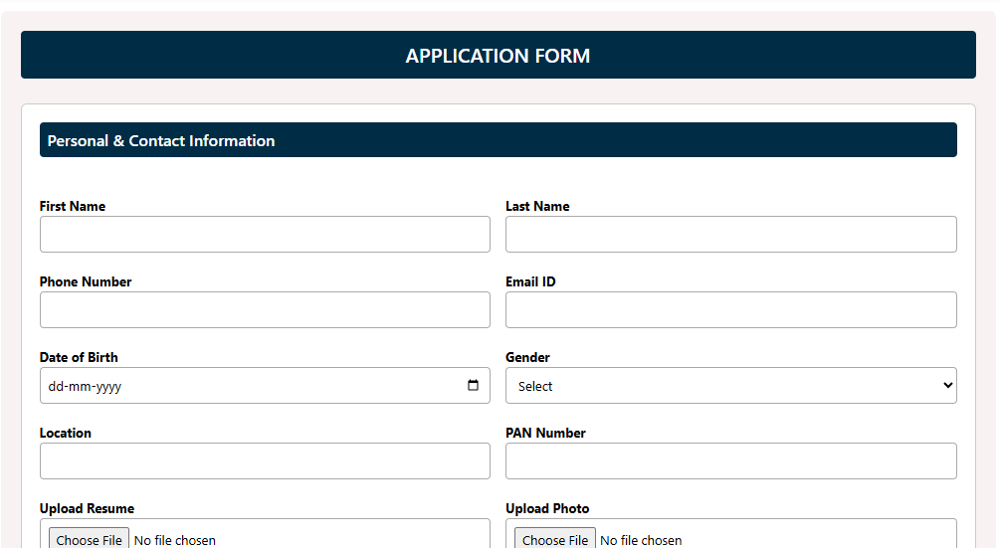 APPLICATION FORM
Personal & Contact Information
First Name Last Name
Phone Number Email ID
Date of Birth Gender
dd-mm-yyyy Select
Location PAN Number
Upload Resume Upload Photo
Choose File No file chosen Choose File No file chosen